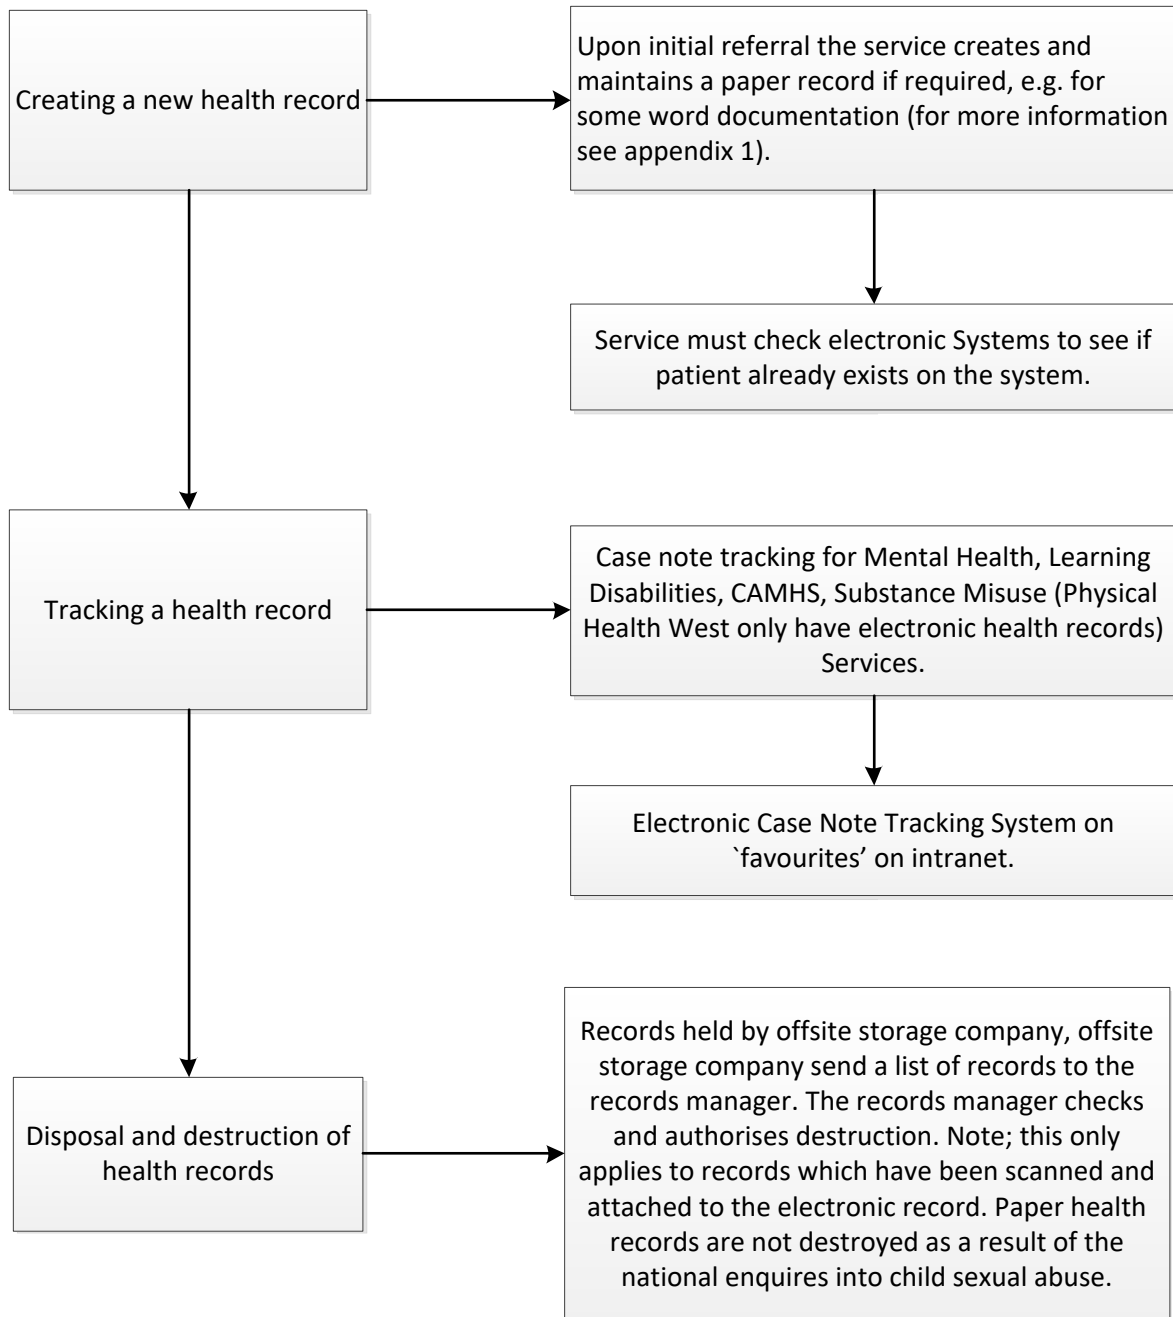 Creating a new health record
Upon initial referral the service creates and
maintains a paper record if required, e.g. for
some word documentation (for more information
see appendix 1).
Service must check electronic Systems to see if
patient already exists on the system.
Tracking a health record
Case note tracking for Mental Health, Learning
Disabilities, CAMHS, Substance Misuse (Physical
Health West only have electronic health records)
Services.
Electronic Case Note Tracking System on
`favourites’ on intranet.
Disposal and destruction of
health records
Records held by offsite storage company, offsite
storage company send a list of records to the
records manager. The records manager checks
and authorises destruction. Note; this only
applies to records which have been scanned and
attached to the electronic record. Paper health
records are not destroyed as a result of the
national enquires into child sexual abuse.